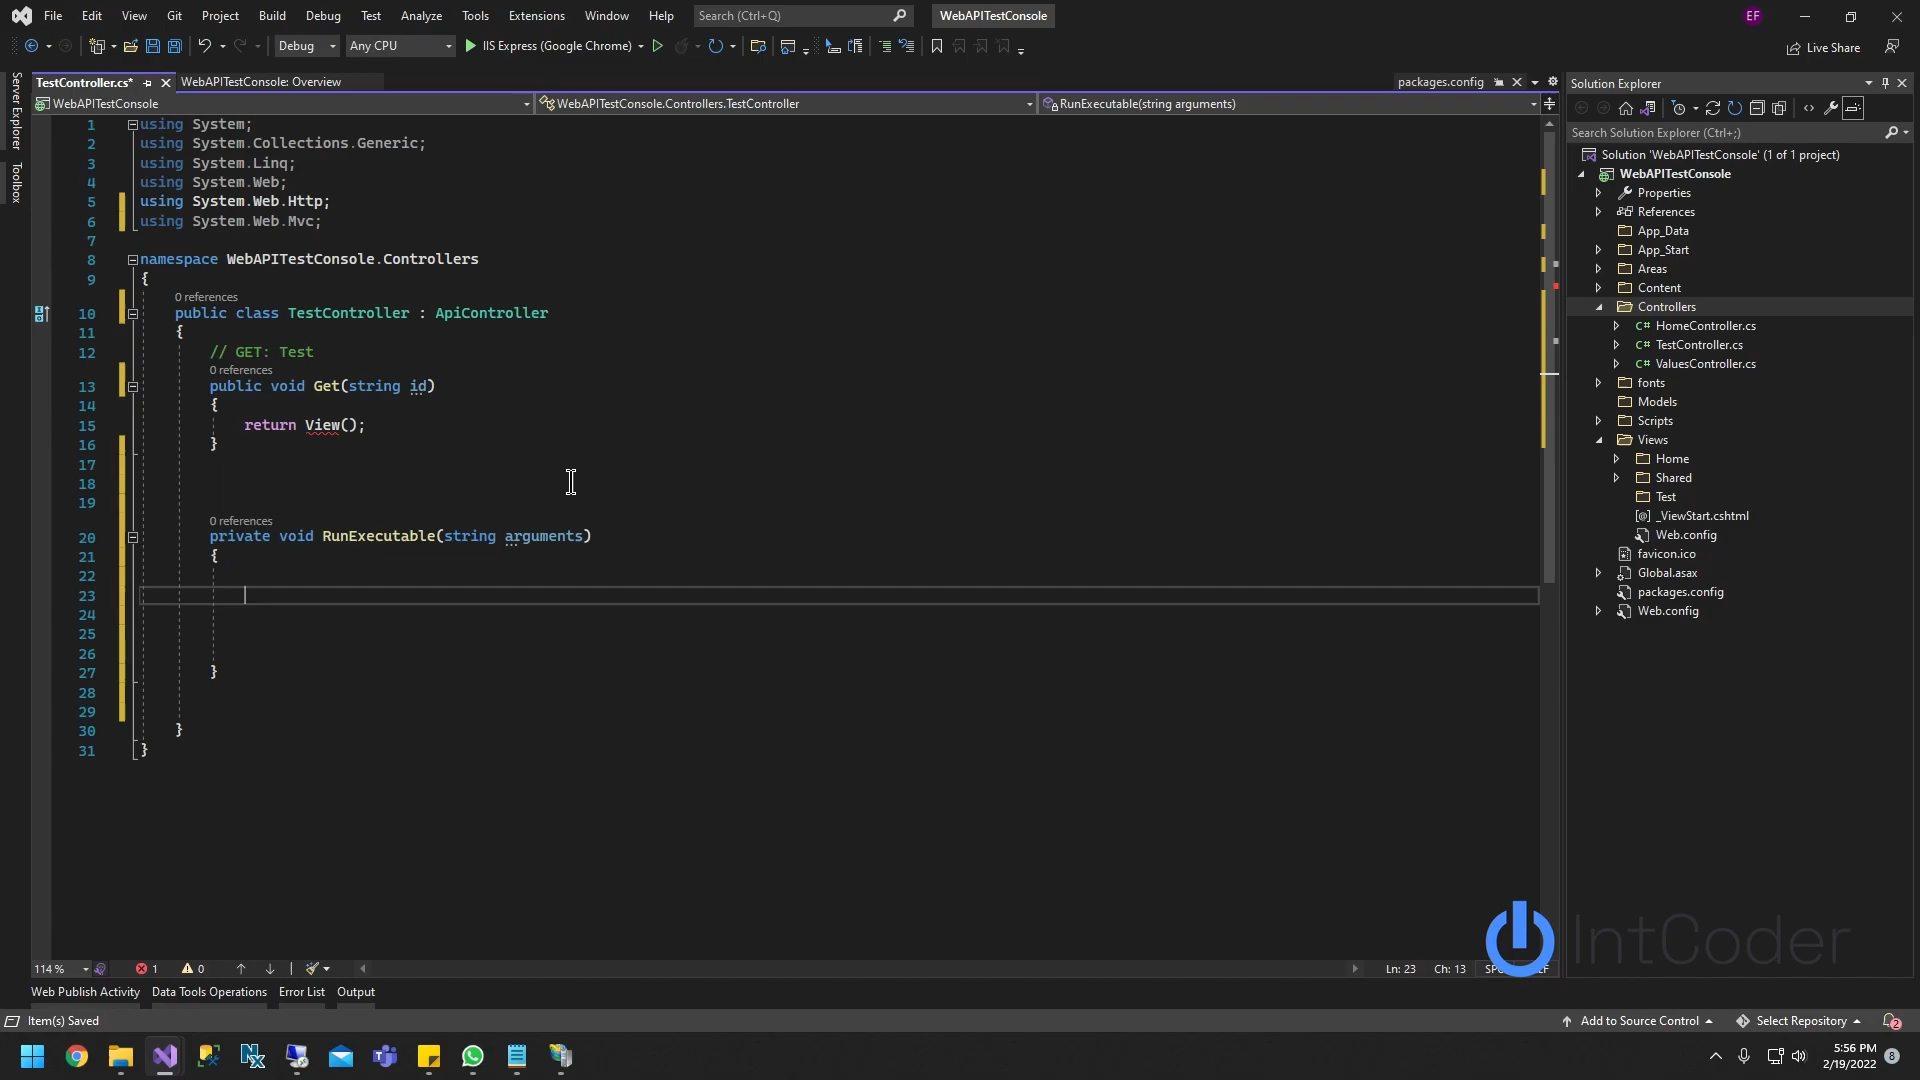 File Edit View Git Project Build Debug Test Analyze Tools Extensions Window Help Search (Ctrl+Q) WebAPITestConsole EF
Debug Any CPU IIS Express (Google Chrome) Live Share
Server Explorer
Toolbox
TestController.cs* WebAPITestConsole: Overview packages.config
WebAPITestConsole WebAPITestConsole.Controllers.TestController RunExecutable(string arguments)
1 using System;
2 using System.Collections.Generic;
3 using System.Linq;
4 using System.Web;
5 using System.Web.Http;
6 using System.Web.Mvc;
7
8 namespace WebAPITestConsole.Controllers
9 {
0 references
10 public class TestController : ApiController
11 {
12 // GET: Test
0 references
13 public void Get(string id)
14 {
15 return View();
16 }
17
18
19
0 references
20 private void RunExecutable(string arguments)
21 {
22
23
24
25
26
27 }
28
29
30 }
31 }
Solution Explorer
Search Solution Explorer (Ctrl+;)
Solution 'WebAPITestConsole' (1 of 1 project)
WebAPITestConsole
Properties
References
App_Data
App_Start
Areas
Content
Controllers
C# HomeController.cs
C# TestController.cs
C# ValuesController.cs
fonts
Models
Scripts
Views
Home
Shared
Test
[@] _ViewStart.cshtml
Web.config
favicon.ico
Global.asax
packages.config
Web.config
IntCoder
114 % 1 0 Ln: 23 Ch: 13
Web Publish Activity Data Tools Operations Error List Output
Item(s) Saved Add to Source Control Select Repository 2
5:56 PM
2/19/2022 8